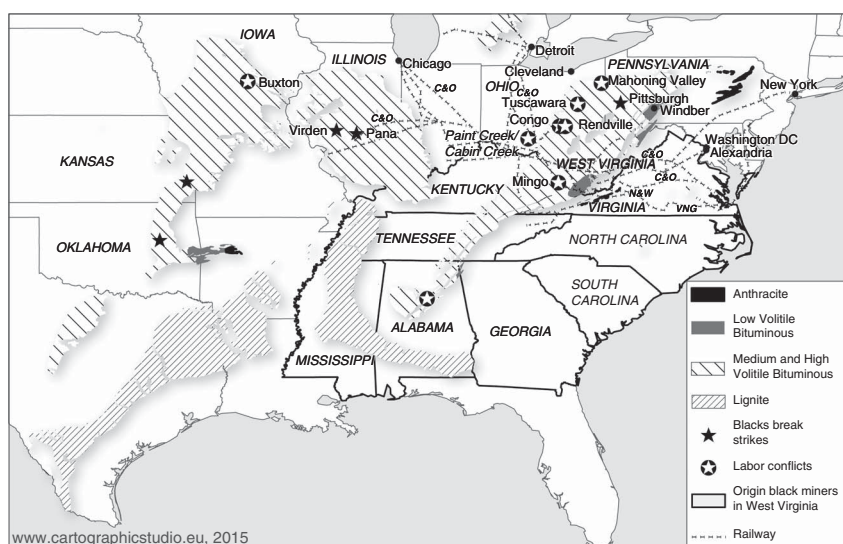 IOWA
Buxton
ILLINOIS
Chicago
C&O
C&O
Virden
Pana
KANSAS
OKLAHOMA
Detroit
Cleveland
OHIO
C&O
PENNSYLVANIA
Mahoning Valley
Tuscawara
Pittsburgh
Windber
New York
Congo
Rendville
Paint Creek/
Cabin Creek
Washington DC
Alexandria
WEST VIRGINIA
C&O
C&O
KENTUCKY
Mingo
N&W
VIRGINIA
VNG
TENNESSEE
NORTH CAROLINA
SOUTH
CAROLINA
ALABAMA
GEORGIA
MISSISSIPPI
Anthracite
Low Volitile
Bituminous
Medium and High
Volitile Bituminous
Lignite
Blacks break
strikes
Labor conflicts
Origin black miners
in West Virginia
Railway
www.cartographicstudio.eu, 2015